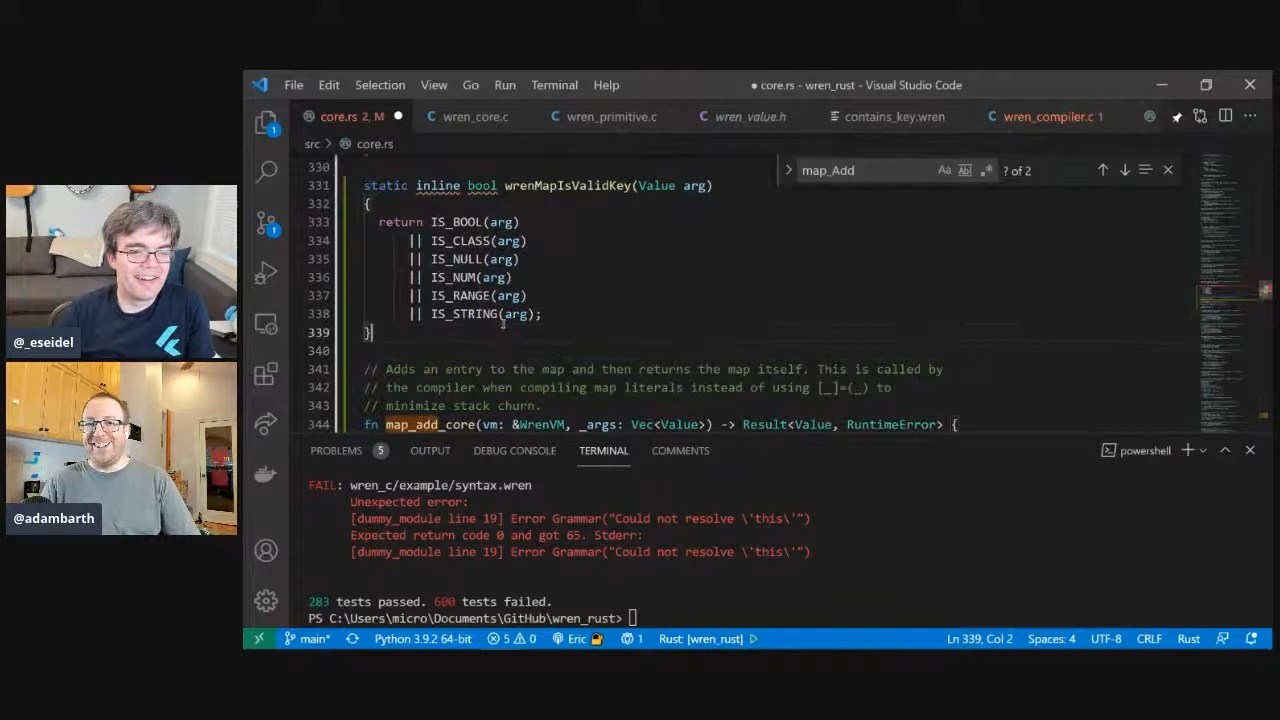 File Edit Selection View Go Run Terminal Help
● core.rs - wren_rust - Visual Studio Code
core.rs 2, M
wren_core.c
wren_primitive.c
wren_value.h
contains_key.wren
wren_compiler.c 1
src > core.rs
map_Add
Aa ab .*
? of 2
330
331 static inline bool wrenMapIsValidKey(Value arg)
332 {
333 return IS_BOOL(arg)
334 || IS_CLASS(arg)
335 || IS_NULL(arg)
336 || IS_NUM(arg)
337 || IS_RANGE(arg)
338 || IS_STRING(arg);
339 }
340
341 // Adds an entry to the map and then returns the map itself. This is called by
342 // the compiler when compiling map literals instead of using [_]=(_) to
343 // minimize stack churn.
344 fn map_add_core(vm: &WrenVM, _args: Vec<Value>) -> Result<Value, RuntimeError> {
PROBLEMS 5 OUTPUT DEBUG CONSOLE TERMINAL COMMENTS
powershell
FAIL: wren_c/example/syntax.wren
Unexpected error:
[dummy_module line 19] Error Grammar("Could not resolve \'this\'")
Expected return code 0 and got 65. Stderr:
[dummy_module line 19] Error Grammar("Could not resolve \'this\'")
283 tests passed. 600 tests failed.
PS C:\Users\micro\Documents\GitHub\wren_rust>
main* Python 3.9.2 64-bit 5 0 Eric 1 Rust: [wren_rust] Ln 339, Col 2 Spaces: 4 UTF-8 CRLF Rust
1
1
@_eseidel
@adambarth